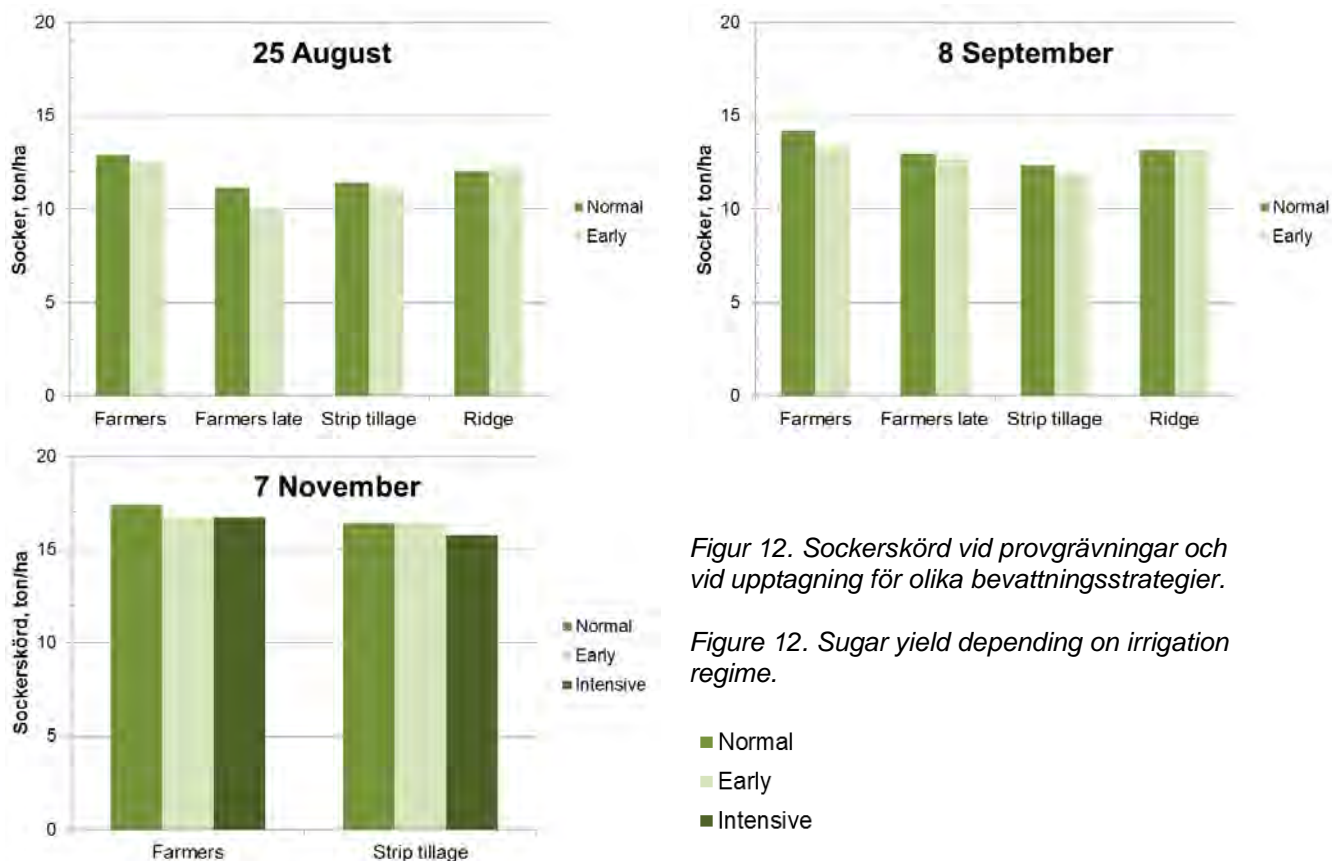 25 August
Socker, ton/ha
20
15
10
5
0
Farmers
Farmers late
Strip tillage
Ridge
Normal
Early
8 September
Socker, ton/ha
20
15
10
5
0
Farmers
Farmers late
Strip tillage
Ridge
Normal
Early
7 November
Sockerskörd, ton/ha
20
15
10
5
0
Farmers
Strip tillage
Normal
Early
Intensive
Figur 12. Sockerskörd vid provgrävningar och
vid upptagning för olika bevattningsstrategier.
Figure 12. Sugar yield depending on irrigation
regime.
Normal
Early
Intensive